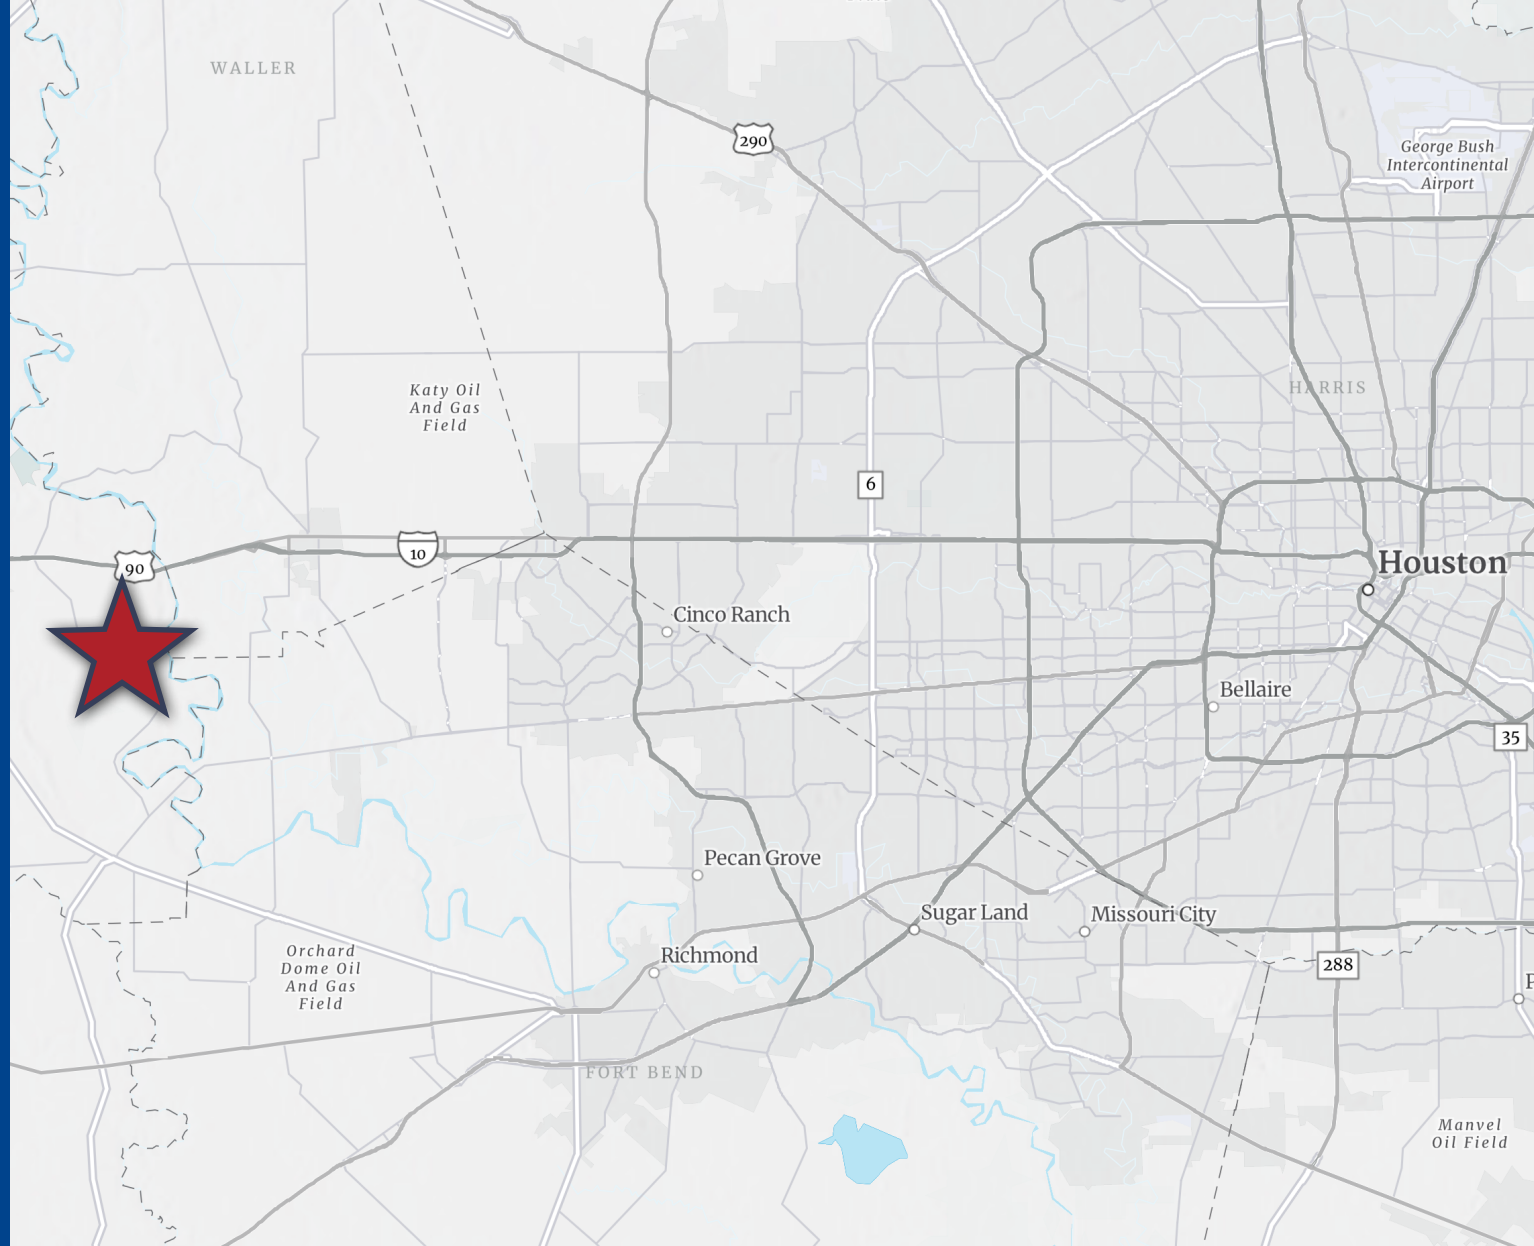 WALLER
290
George Bush
Intercontinental
Airport
Katy Oil
And Gas
Field
HARRIS
6
10
90
Houston
Cinco Ranch
Bellaire
35
Pecan Grove
Sugar Land
Missouri City
Richmond
Orchard
Dome Oil
And Gas
Field
288
P
FORT BEND
Manvel
Oil Field